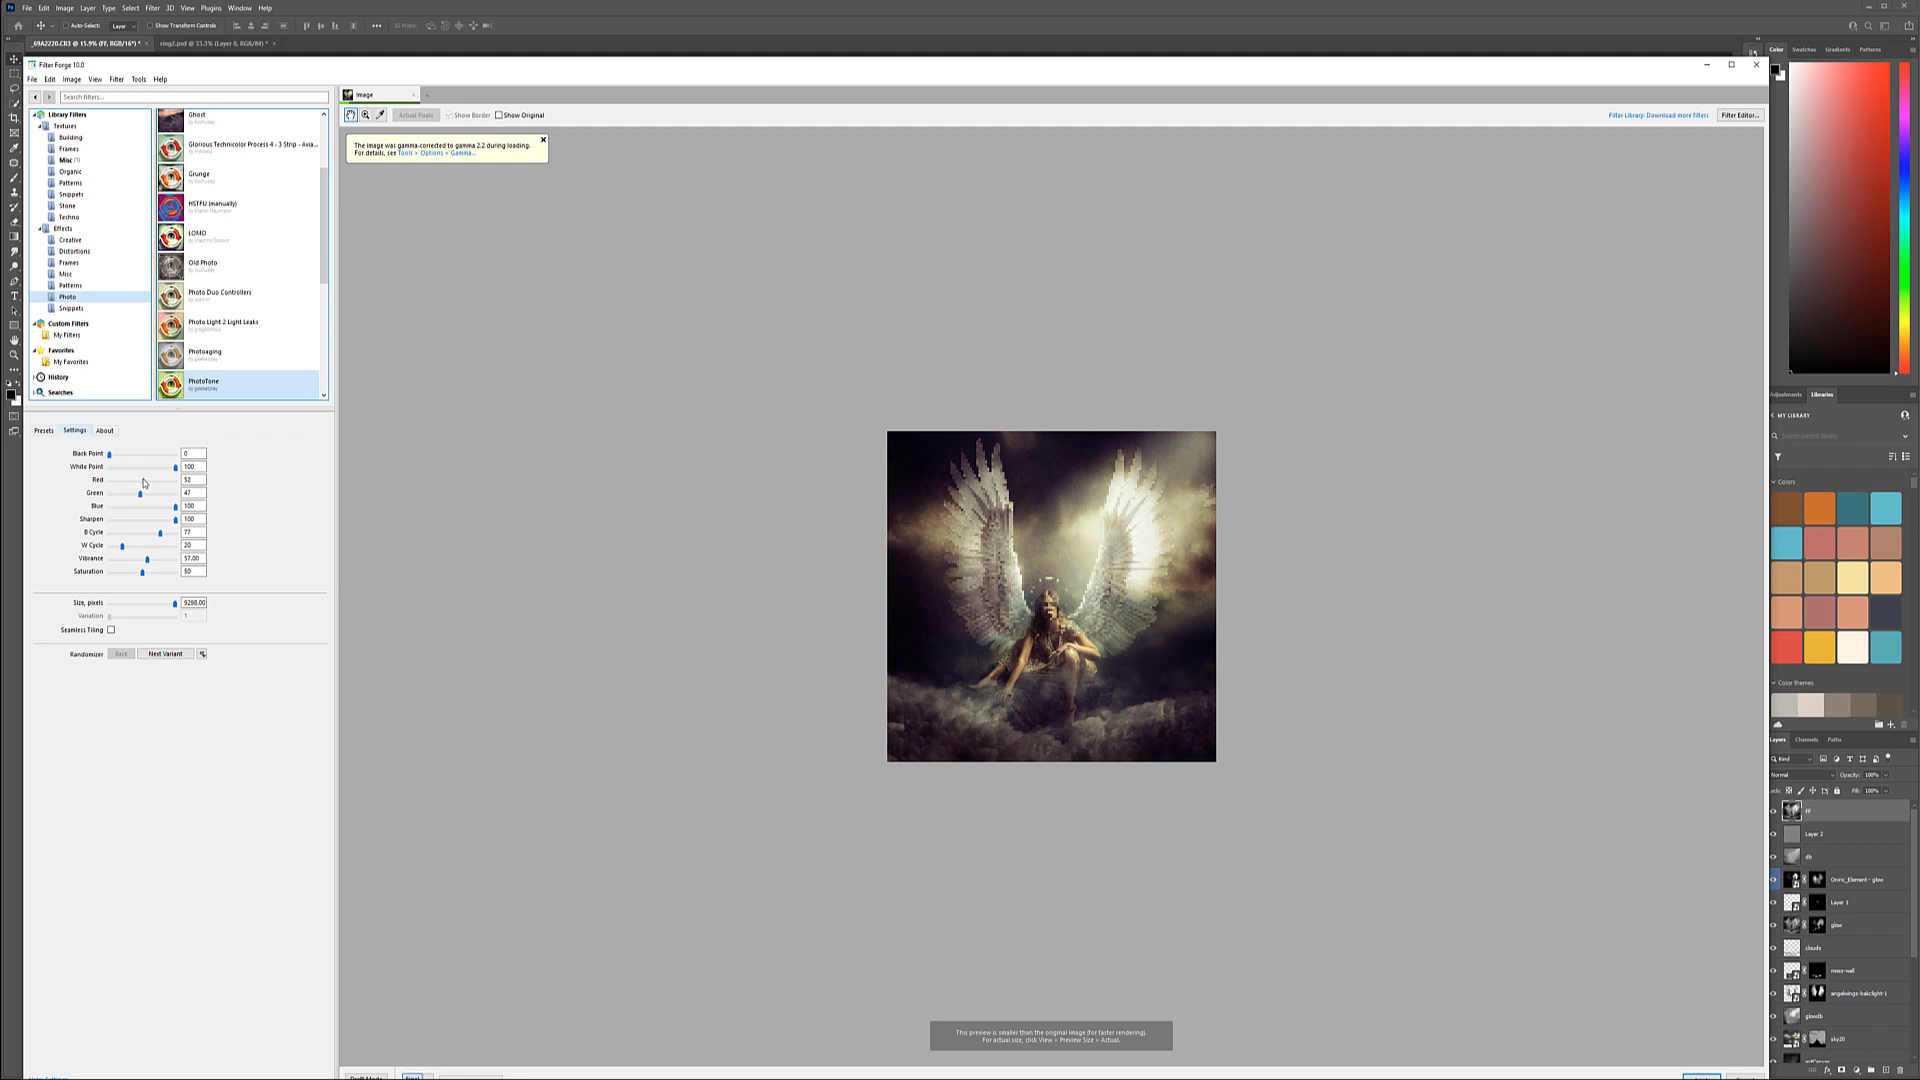 File Edit Image Layer Type Select Filter 3D View Plugins Window Help
Auto-Select: Layer Show Transform Controls
_69A2220.CR3 @ 15.9% (FF, RGB/16*) * ring2.psd @ 33.3% (Layer 0, RGB/8#) *
Filter Forge 10.0
File Edit Image View Filter Tools Help
Search filters...
Library Filters
Textures
Building
Frames
Misc (1)
Organic
Patterns
Snippets
Stone
Techno
Effects
Creative
Distortions
Frames
Misc
Patterns
Photo
Snippets
Custom Filters
My Filters
Favorites
My Favorites
History
Searches
Ghost
Glorious Technicolor Process 4 - 3 Strip - Avia...
Grunge
HSTFU (manually)
LOMO
Old Photo
Photo Duo Controllers
Photo Light 2 Light Leaks
Photoaging
PhotoTone
Presets Settings About
Black Point 0
White Point 100
Red 52
Green 47
Blue 100
Sharpen 100
B Cycle 77
W Cycle 20
Vibrance 57.00
Saturation 50
Size, pixels 9298.00
Variation 1
Seamless Tiling
Randomizer Back Next Variant
Image
Actual Pixels Show Border Show Original
Filter Library: Download more filters Filter Editor...
The image was gamma-corrected to gamma 2.2 during loading.
For details, see Tools > Options > Gamma...
This preview is smaller than the original image (for faster rendering).
For actual size, click View > Preview Size > Actual.
Color Swatches Gradients Patterns
Adjustments Libraries
MY LIBRARY
Colors
Color themes
Layers Channels Paths
Kind
Normal Opacity: 100%
Fill: 100%
FF
Layer 2
db
Oniric_Element - glow
Layer 1
glow
clouds
moss-wall
angelwings-bakclight-1
glowdb
sky20